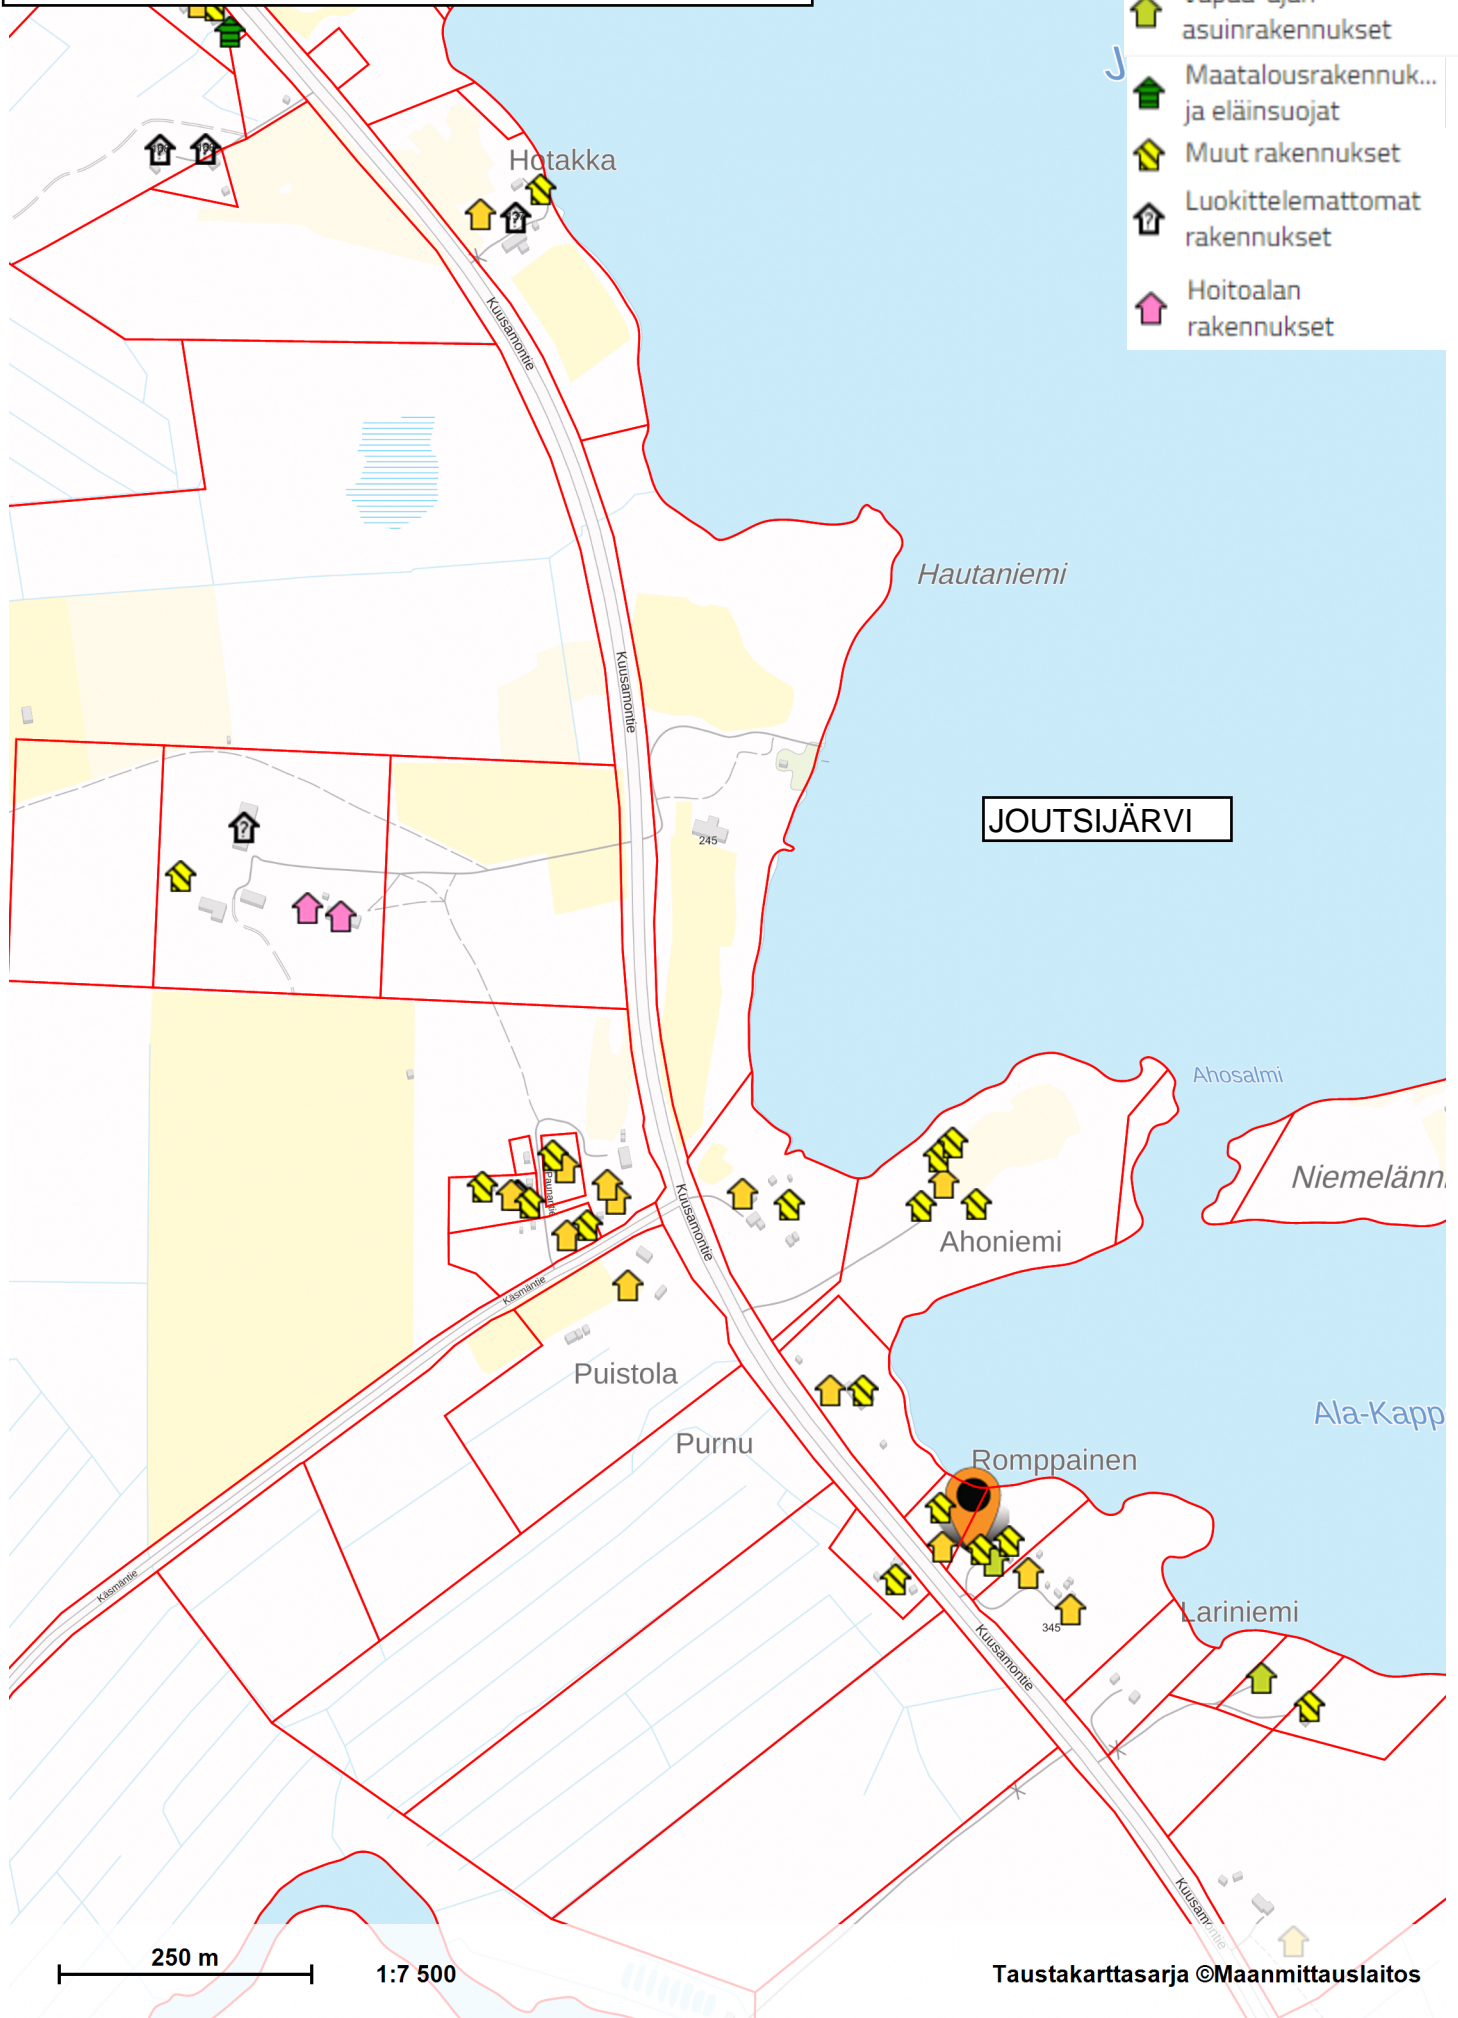 asuinrakennukset
Maatalousrakennuk...
ja eläinsuojat
Muut rakennukset
Luokittelemattomat
rakennukset
Hoitoalan
rakennukset
J
Hotakka
Kuusamontie
Hautaniemi
Kuusamontie
JOUTSIJÄRVI
245
Ahosalmi
Niemelänn
Paunantie
Kuusamontie
Ahoniemi
Käsmäntie
Puistola
Ala-Kapp
Purnu
Romppainen
Käsmäntie
Lariniemi
345
Kuusamontie
Kuusamontie
250 m
1:7 500
Taustakarttasarja ©Maanmittauslaitos